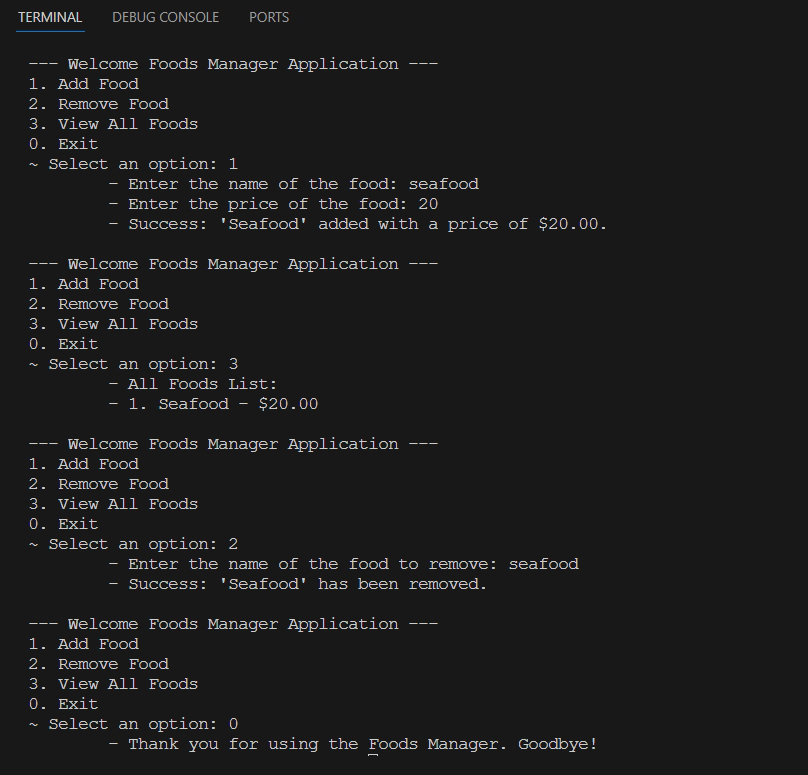 TERMINAL DEBUG CONSOLE PORTS
--- Welcome Foods Manager Application ---
1. Add Food
2. Remove Food
3. View All Foods
0. Exit
~ Select an option: 1
- Enter the name of the food: seafood
- Enter the price of the food: 20
- Success: 'Seafood' added with a price of $20.00.
--- Welcome Foods Manager Application ---
1. Add Food
2. Remove Food
3. View All Foods
0. Exit
~ Select an option: 3
- All Foods List:
- 1. Seafood - $20.00
--- Welcome Foods Manager Application ---
1. Add Food
2. Remove Food
3. View All Foods
0. Exit
~ Select an option: 2
- Enter the name of the food to remove: seafood
- Success: 'Seafood' has been removed.
--- Welcome Foods Manager Application ---
1. Add Food
2. Remove Food
3. View All Foods
0. Exit
~ Select an option: 0
- Thank you for using the Foods Manager. Goodbye!